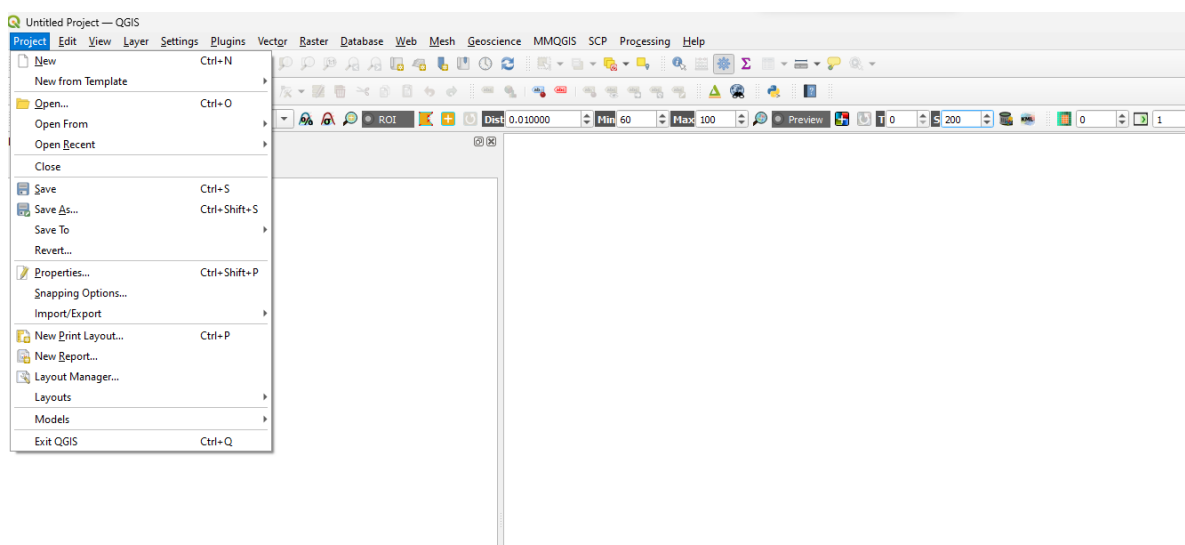 Untitled Project — QGIS
Project Edit View Layer Settings Plugins Vector Raster Database Web Mesh Geoscience MMQGIS SCP Processing Help
New Ctrl+N
New from Template
Open... Ctrl+O
Open From
Open Recent
Close
Save Ctrl+S
Save As... Ctrl+Shift+S
Save To
Revert...
Properties... Ctrl+Shift+P
Snapping Options...
Import/Export
New Print Layout... Ctrl+P
New Report...
Layout Manager...
Layouts
Models
Exit QGIS Ctrl+Q
ROI Dist 0.010000 Min 60 Max 100 Preview T 0 S 200 0 1